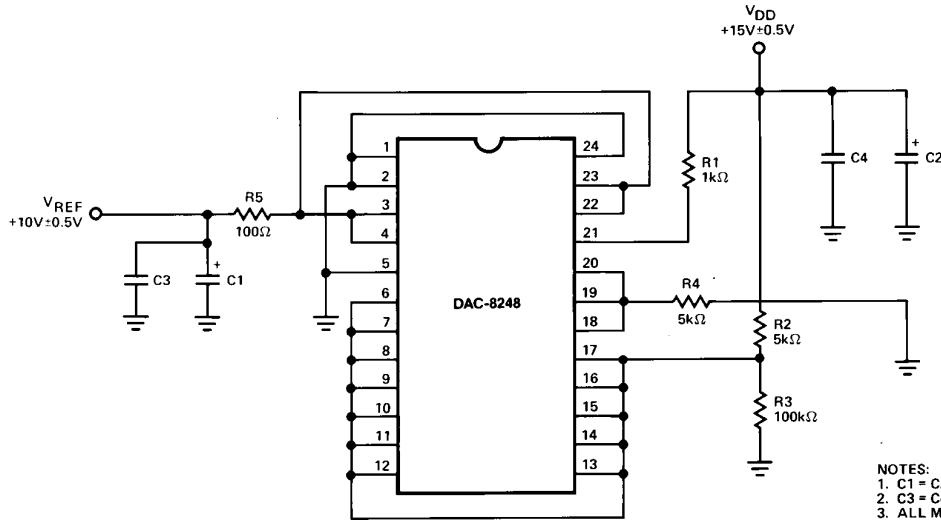 VDD
+15V±0.5V
1
2
3
4
5
6
7
8
9
10
11
12
24
23
22
21
20
19
18
17
16
15
14
13
DAC-8248
VREF
+10V±0.5V
R5
100Ω
C3
+
C1
R1
1kΩ
C4
+
C2
R4
5kΩ
R2
5kΩ
R3
100kΩ
NOTES:
1. C1 =
2. C3 =
3. ALL